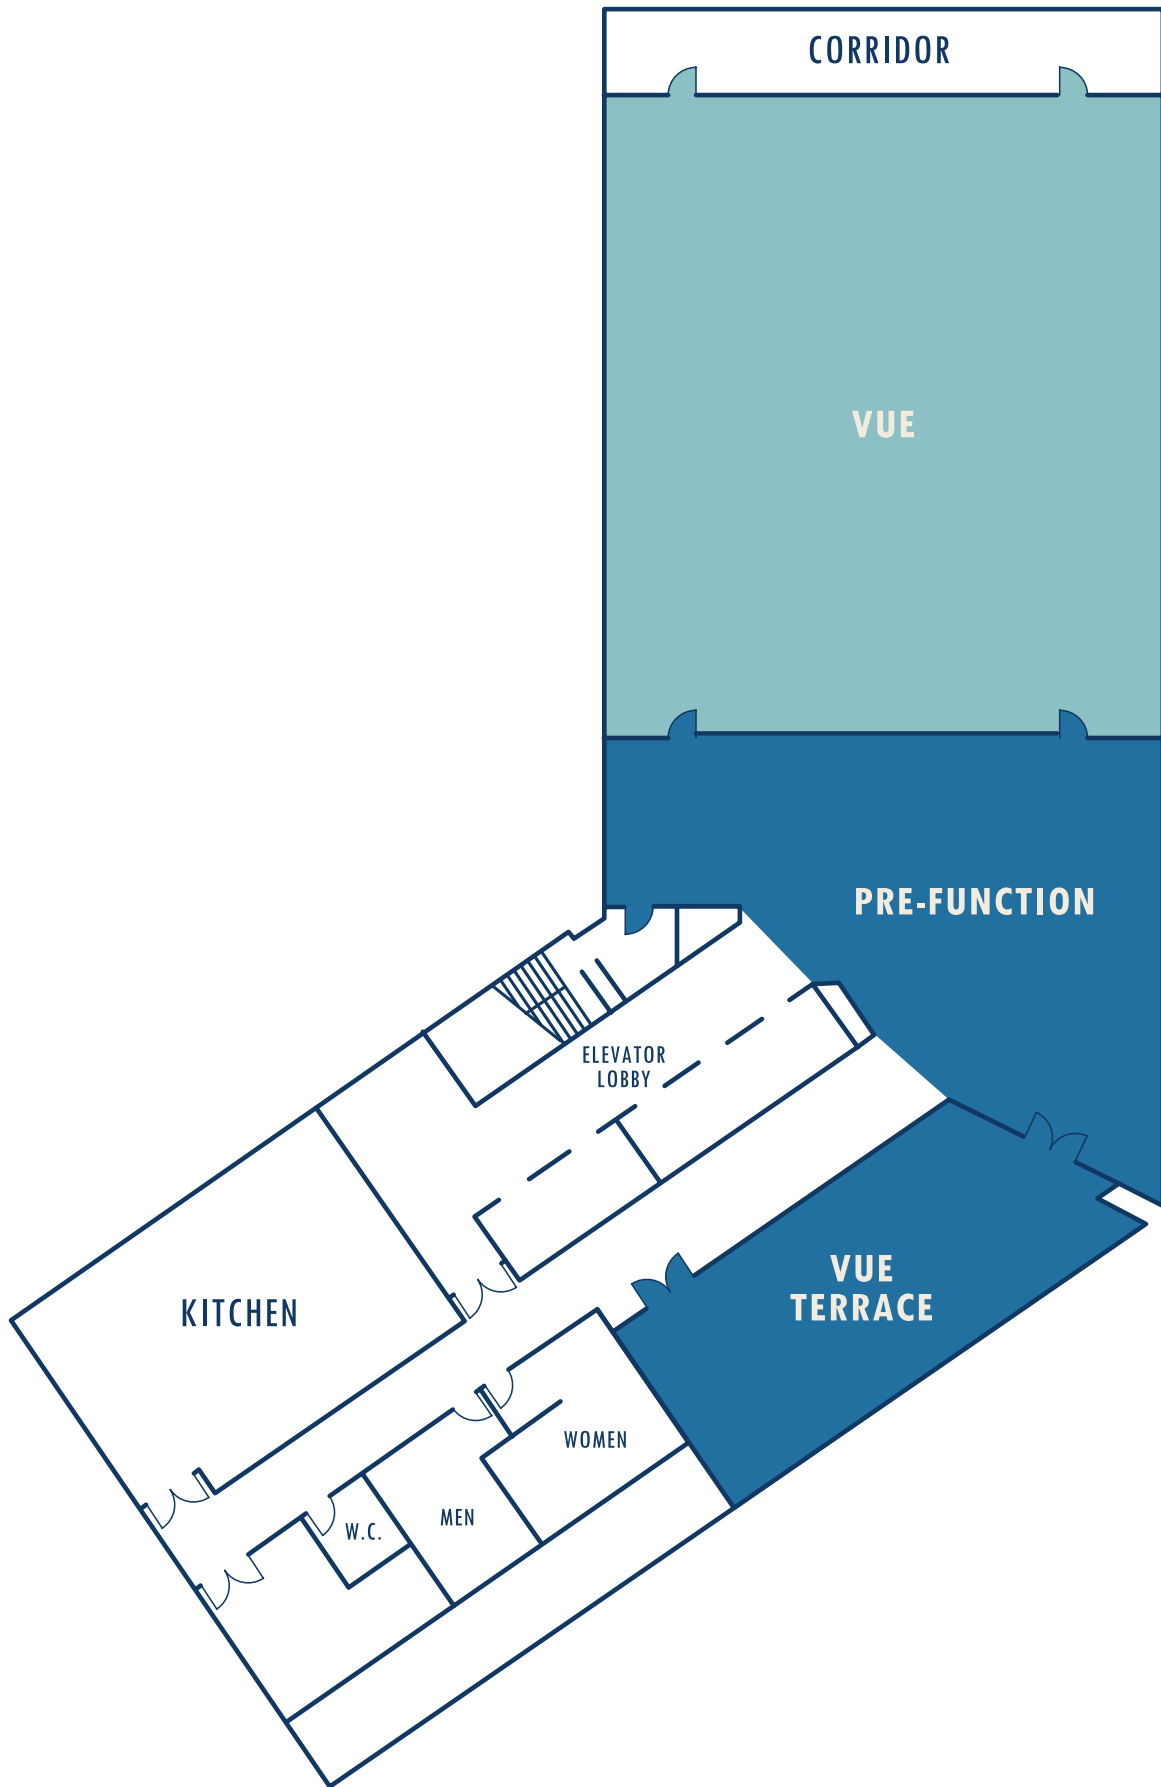 CORRIDOR
VUE
PRE-FUNCTION
ELEVATOR
LOBBY
VUE
TERRACE
KITCHEN
WOMEN
MEN
W.C.